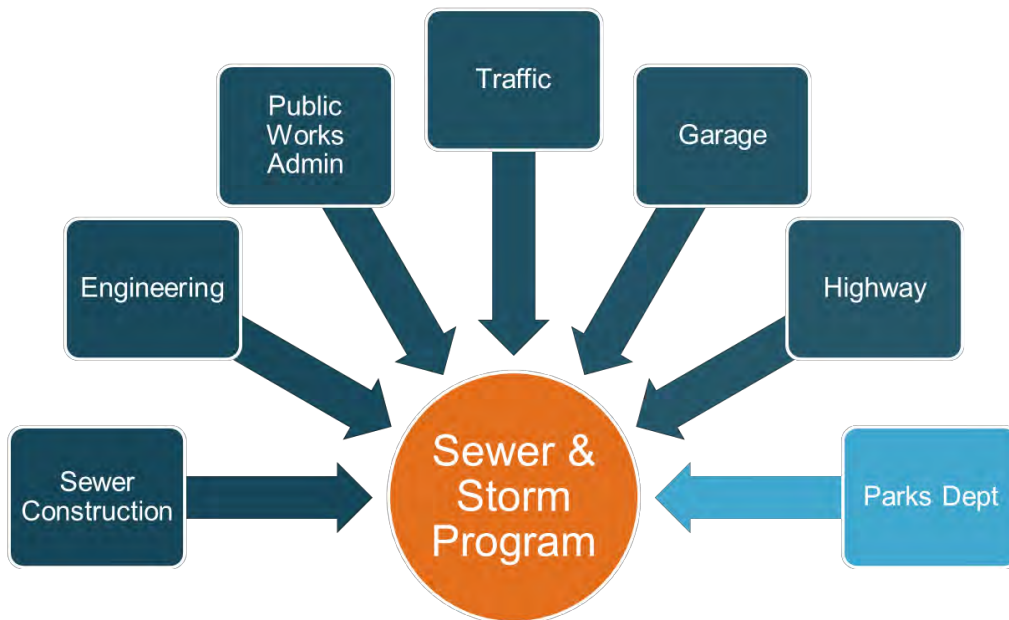 Traffic
Public
Works
Admin
Garage
Engineering
Highway
Sewer
Construction
Sewer &
Storm
Program
Parks Dept